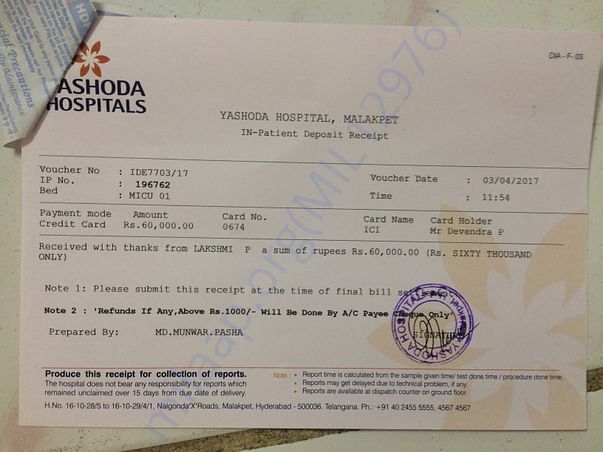 DIA - F- 03
YASHODA
HOSPITALS
YASHODA HOSPITAL, MALAKPET
IN-Patient Deposit Receipt
Voucher No : IDE7703/17 Voucher Date : 03/04/2017
IP No. : 196762
Bed : MICU 01 Time : 11:54
Payment mode Amount Card No. Card Name Card Holder
Credit Card Rs.60,000.00 0674 ICI Mr Devendra P
Received with thanks from LAKSHMI P a sum of rupees Rs.60,000.00 (Rs. SIXTY THOUSAND
ONLY)
Note 1: Please submit this receipt at the time of final bill
Note 2 : 'Refunds If Any,Above Rs.1000/- Will Be Done By A/C Payee Cheque Only'
Prepared By: MD.MUNWAR.PASHA SIGNATURE
YASHODA HOSPITAL
Produce this receipt for collection of reports.
The hospital does not bear any responsibility for reports which
remained unclaimed over 15 days from due date of delivery.
Note : • Report time is calculated from the sample given time/ test done time / procedure done time.
• Reports may get delayed due to technical problem, if any.
• Reports are available at dispatch counter on ground floor.
H.No. 16-10-28/5 to 16-10-29/4/1, Nalgonda'X'Roads, Malakpet, Hyderabad - 500036. Telangana. Ph.: +91 40 2455 5555, 4567 4567